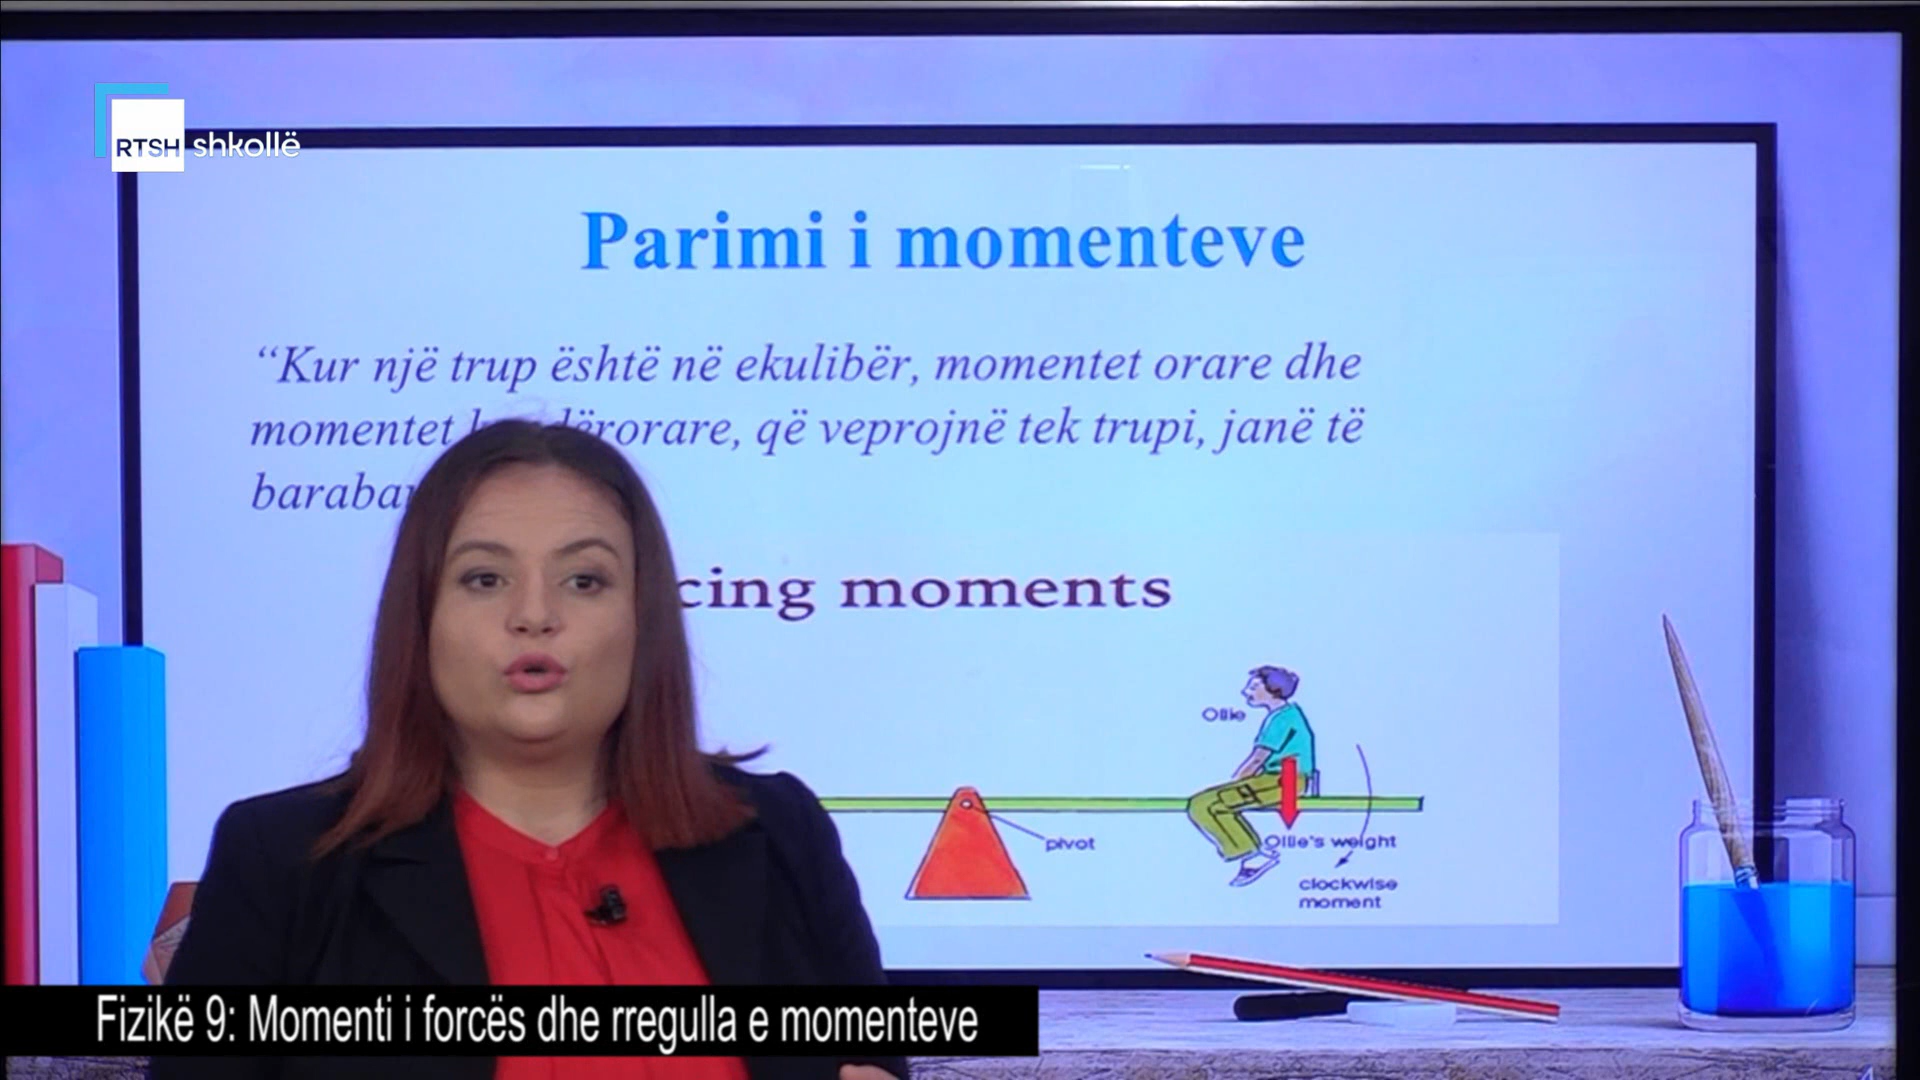 RTSH shkollë
Parimi i momenteve
“Kur një trup është në ekulibër, momentet orare dhe
momentet që veprojnë tek trupi, janë të
cing moments
Ollie
pivot
Ollie's weight
clockwise
moment
Fizikë 9: Momenti i forcës dhe rregulla e momenteve
4